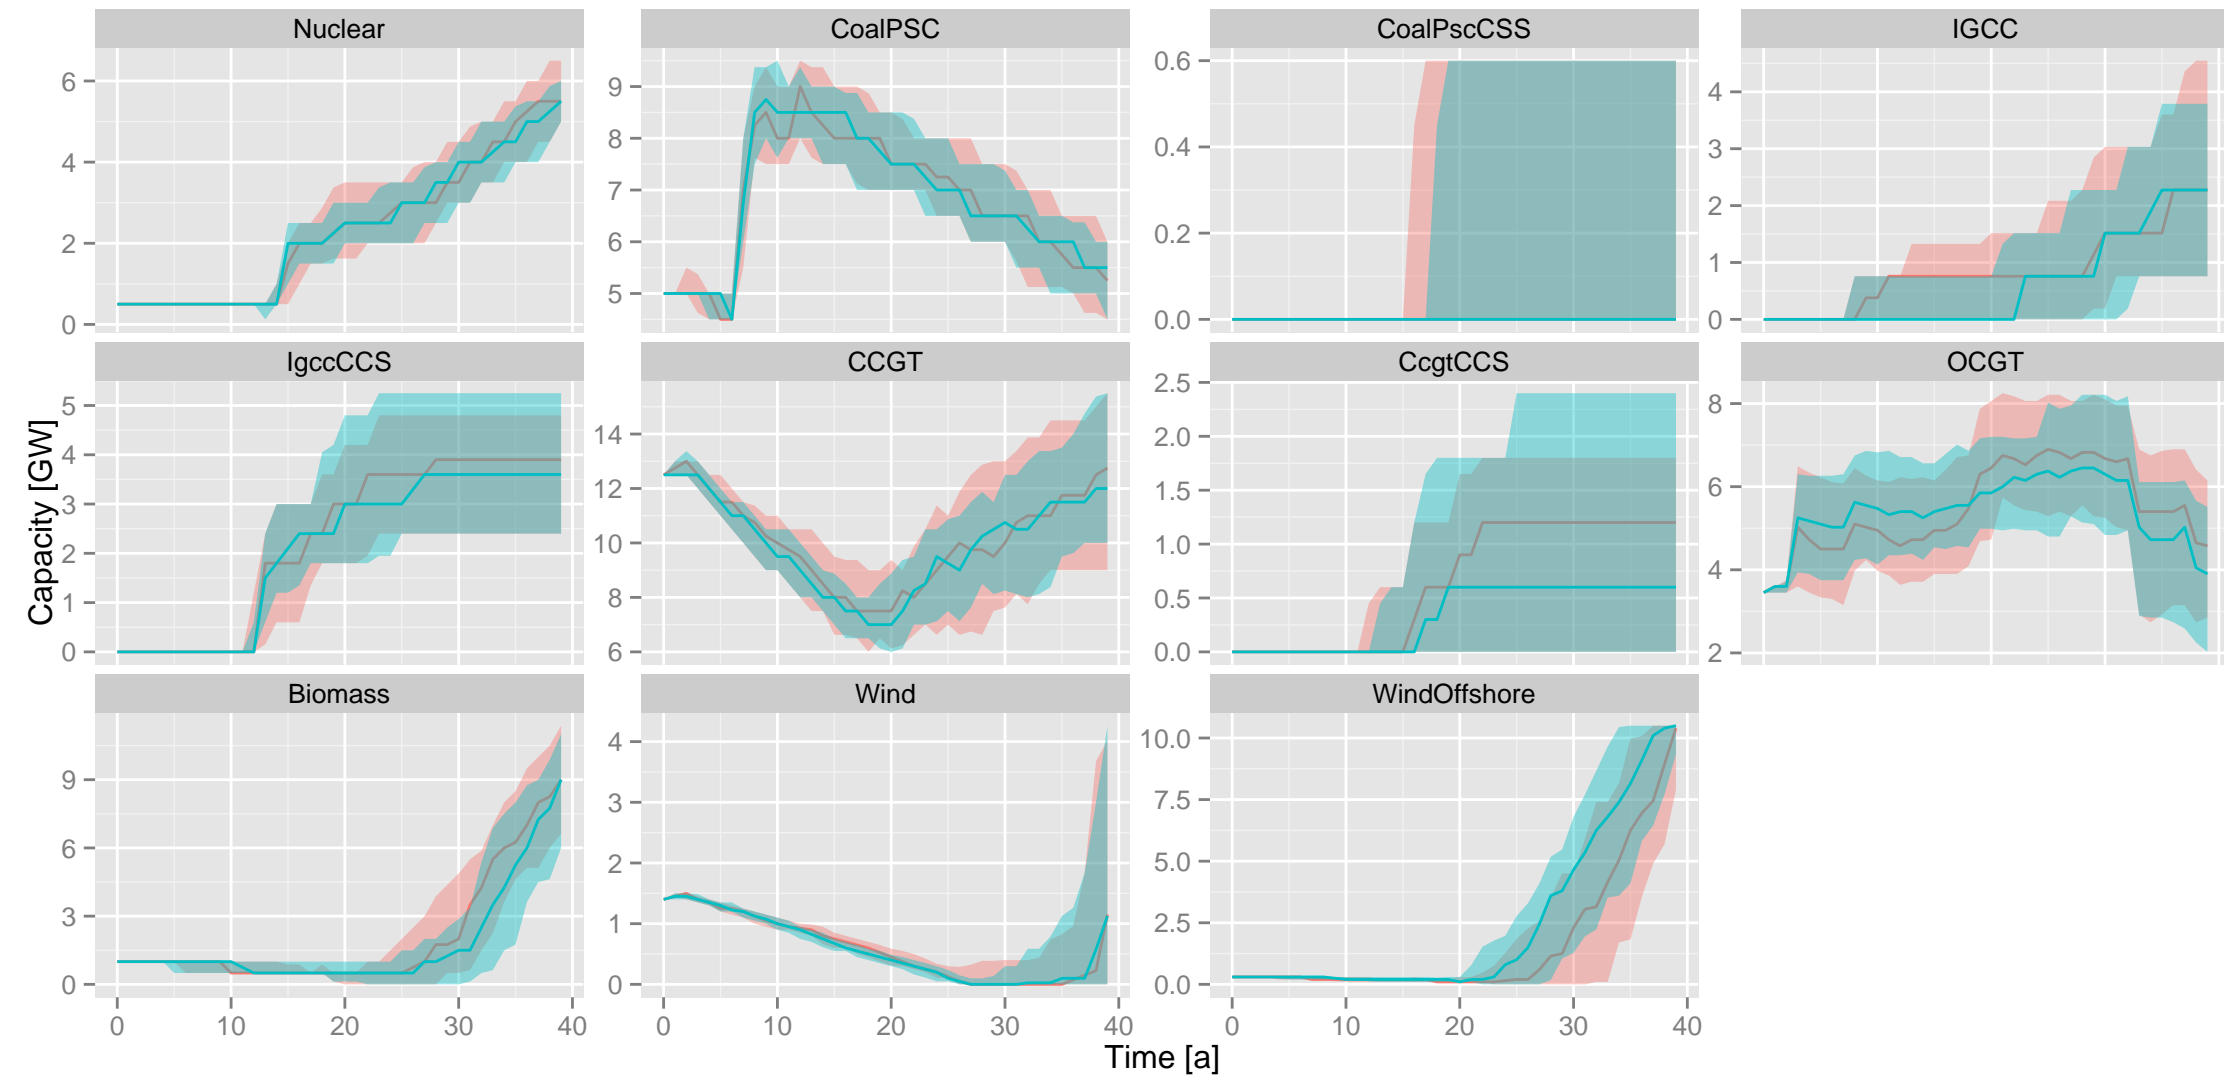 Nuclear CoalPSC CoalPscCSS IGCC
6 4 2 0
9 8 7 6 5
0.6 0.4 0.2 0.0
4 3 2 1 0
IgccCCS CCGT CcgtCCS OCGT
5 4 3 2 1 0
14 12 10 8 6
2.5 2.0 1.5 1.0 0.5 0.0
8 6 4 2
Capacity [GW]
Biomass Wind WindOffshore
9 6 3 0
4 3 2 1 0
10.0 7.5 5.0 2.5 0.0
0 10 20 30 40 0 10 20 30 40 0 10 20 30 40
Time [a]